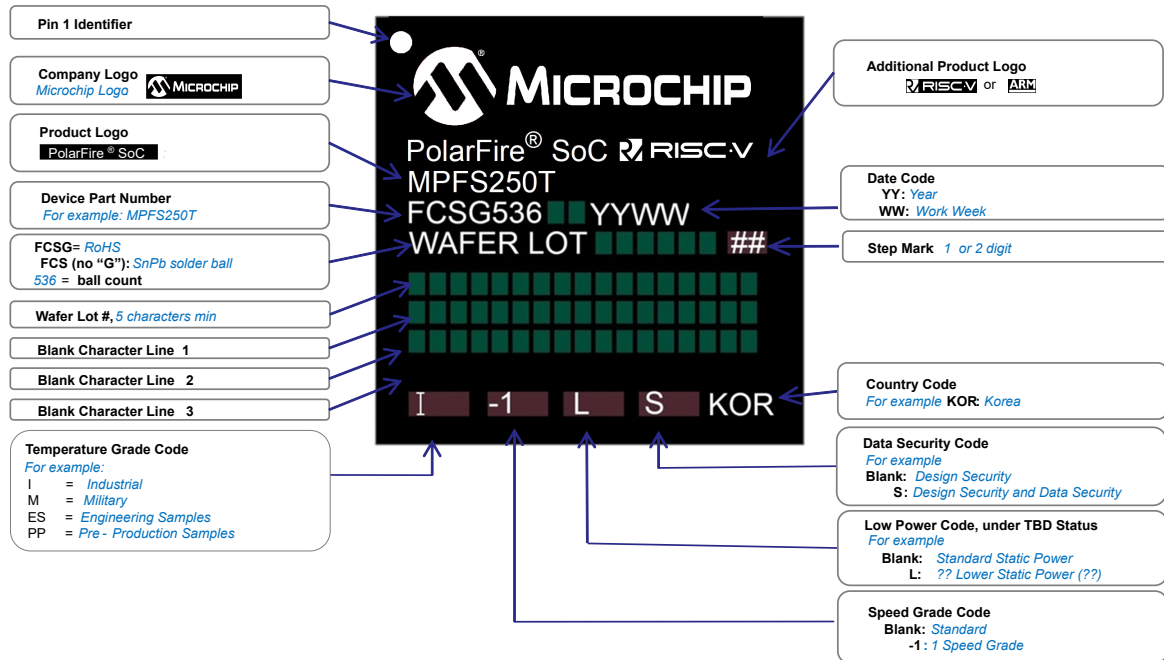 Pin 1 Identifier
Company Logo
Microchip Logo MICROCHIP
Product Logo
PolarFire ® SoC
Device Part Number
For example: MPFS250T
FCSG= RoHS
FCS (no “G”): SnPb solder ball
536 = ball count
Wafer Lot #, 5 characters min
Blank Character Line 1
Blank Character Line 2
Blank Character Line 3
Temperature Grade Code
For example:
I = Industrial
M = Military
ES = Engineering Samples
PP = Pre - Production Samples
® MICROCHIP
PolarFire® SoC RISC-V
MPFS250T
FCSG536 YYWW
WAFER LOT ##
I -1 L S KOR
Additional Product Logo
RISC-V or ARM
Date Code
YY: Year
WW: Work Week
Step Mark 1 or 2 digit
Country Code
For example KOR: Korea
Data Security Code
For example
Blank: Design Security
S: Design Security and Data Security
Low Power Code, under TBD Status
For example
Blank: Standard Static Power
L: ?? Lower Static Power (??)
Speed Grade Code
Blank: Standard
-1 : 1 Speed Grade